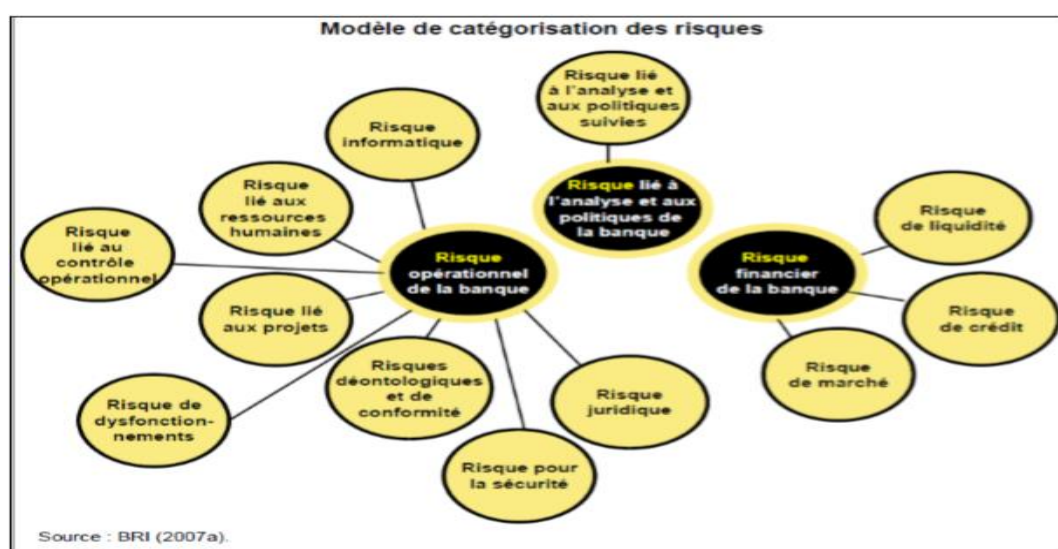 Modèle de catégorisation des risques
Risque lié
à l'analyse et
aux politiques
suivies
Risque
informatique
Risque lié à
l'analyse et aux
politiques de
la banque
Risque
lié aux
ressources
humaines
Risque
de liquidité
Risque
lié au
contrôle
opérationnel
Risque
opérationnel
de la banque
Risque
financier
de la banque
Risque lié
aux projets
Risque
de crédit
Risques
déontologiques
et de
conformité
Risque
de marché
Risque de
dysfonction-
nements
Risque
juridique
Risque pour
la sécurité
Source : BRI (2007a).